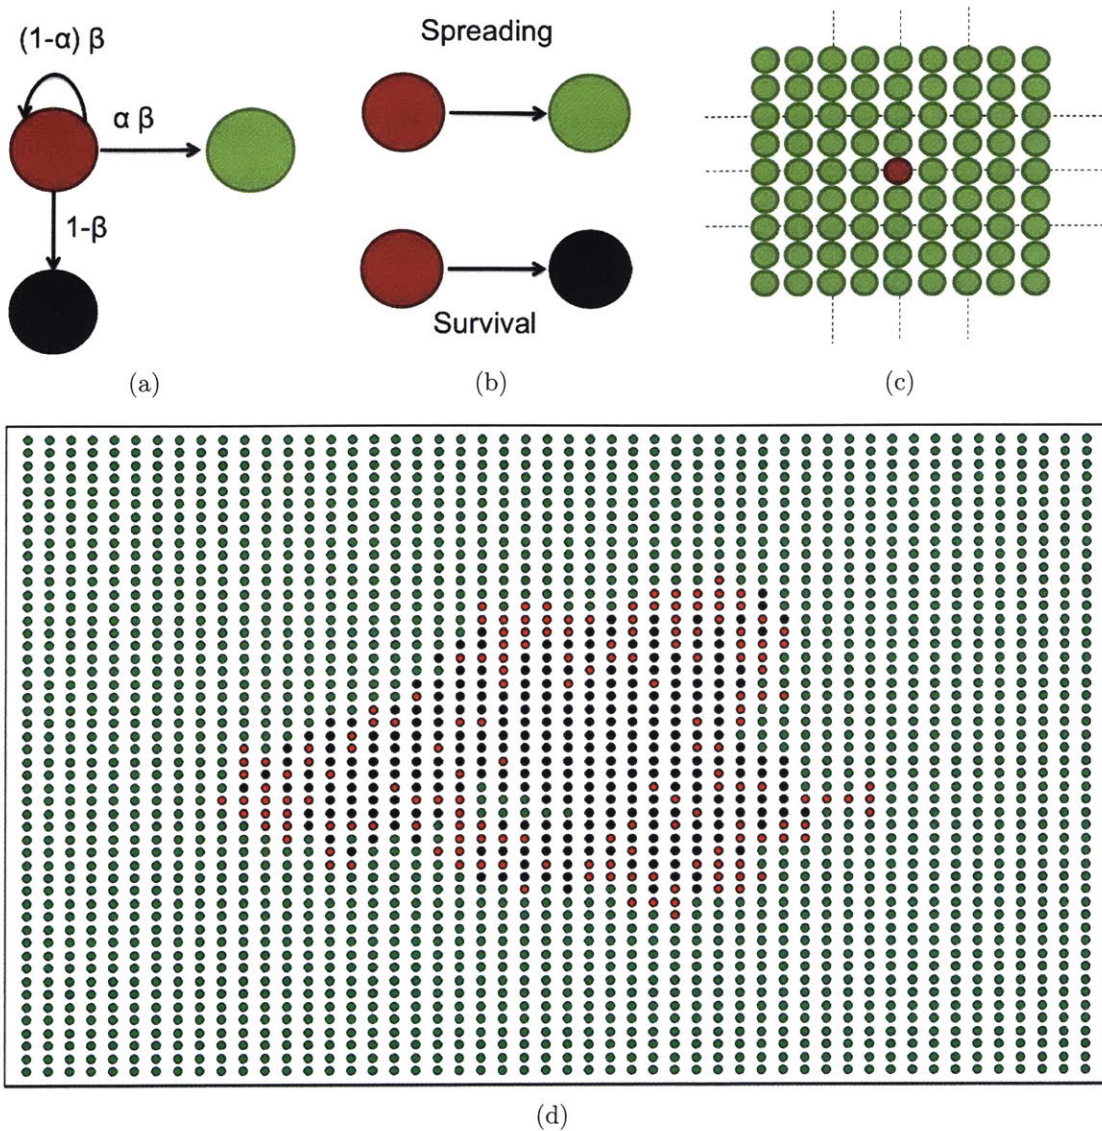 (1-α) β
α β
1-β
(a)
Spreading
Survival
(b)
(c)
(d)